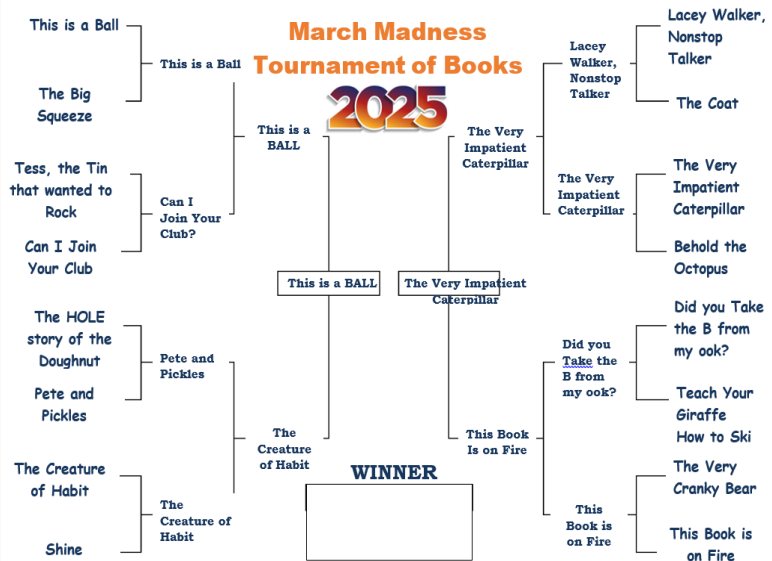 March Madness
Tournament of Books
2025
This is a Ball
The Big
Squeeze
Tess, the Tin
that wanted to
Rock
Can I Join
Your Club
The HOLE
story of the
Doughnut
Pete and
Pickles
The Creature
of Habit
Shine
This is a Ball
Can I
Join Your
Club?
Pete and
Pickles
The
Creature of
Habit
This is a
BALL
The
Creature
of Habit
This is a BALL
The Very Impatient
Caterpillar
WINNER
The Very
Impatient
Caterpillar
This Book
Is on Fire
Lacey
Walker,
Nonstop
Talker
The Very
Impatient
Caterpillar
Did you
Take the
B from
my ook?
This
Book is
on Fire
Lacey Walker,
Nonstop
Talker
The Coat
The Very
Impatient
Caterpillar
Behold the
Octopus
Did you Take
the B from
my ook?
Teach Your
Giraffe
How to Ski
The Very
Cranky Bear
This Book is
on Fire